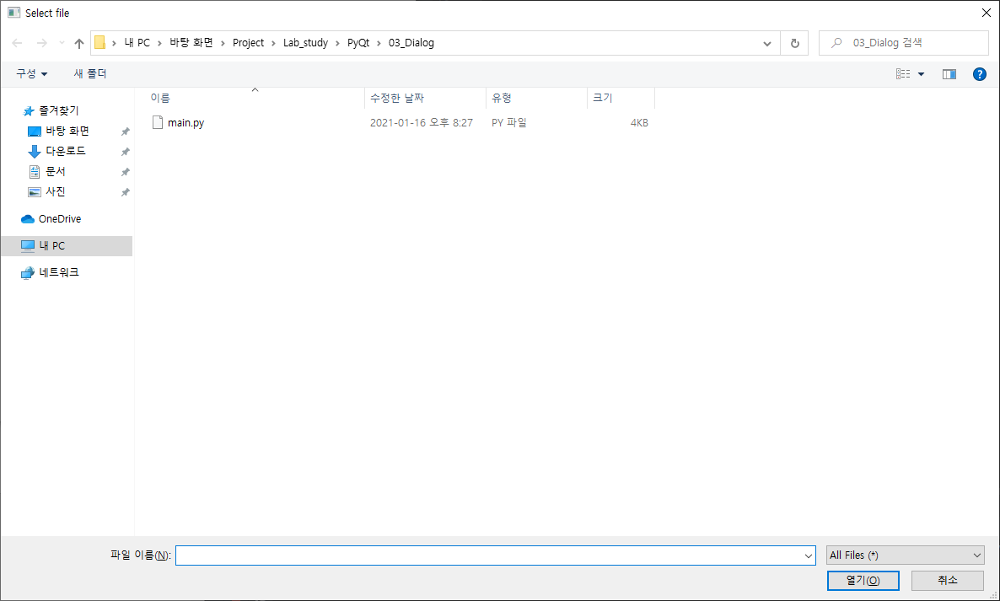 Select file
내 PC > 바탕 화면 > Project > Lab_study > PyQt > 03_Dialog
03_Dialog 검색
구성 새 폴더
?
이름 수정한 날짜 유형 크기
main.py 2021-01-16 오후 8:27 PY 파일 4KB
즐겨찾기
바탕 화면
다운로드
문서
사진
OneDrive
내 PC
네트워크
파일 이름(N):
All Files (*)
열기(O) 취소